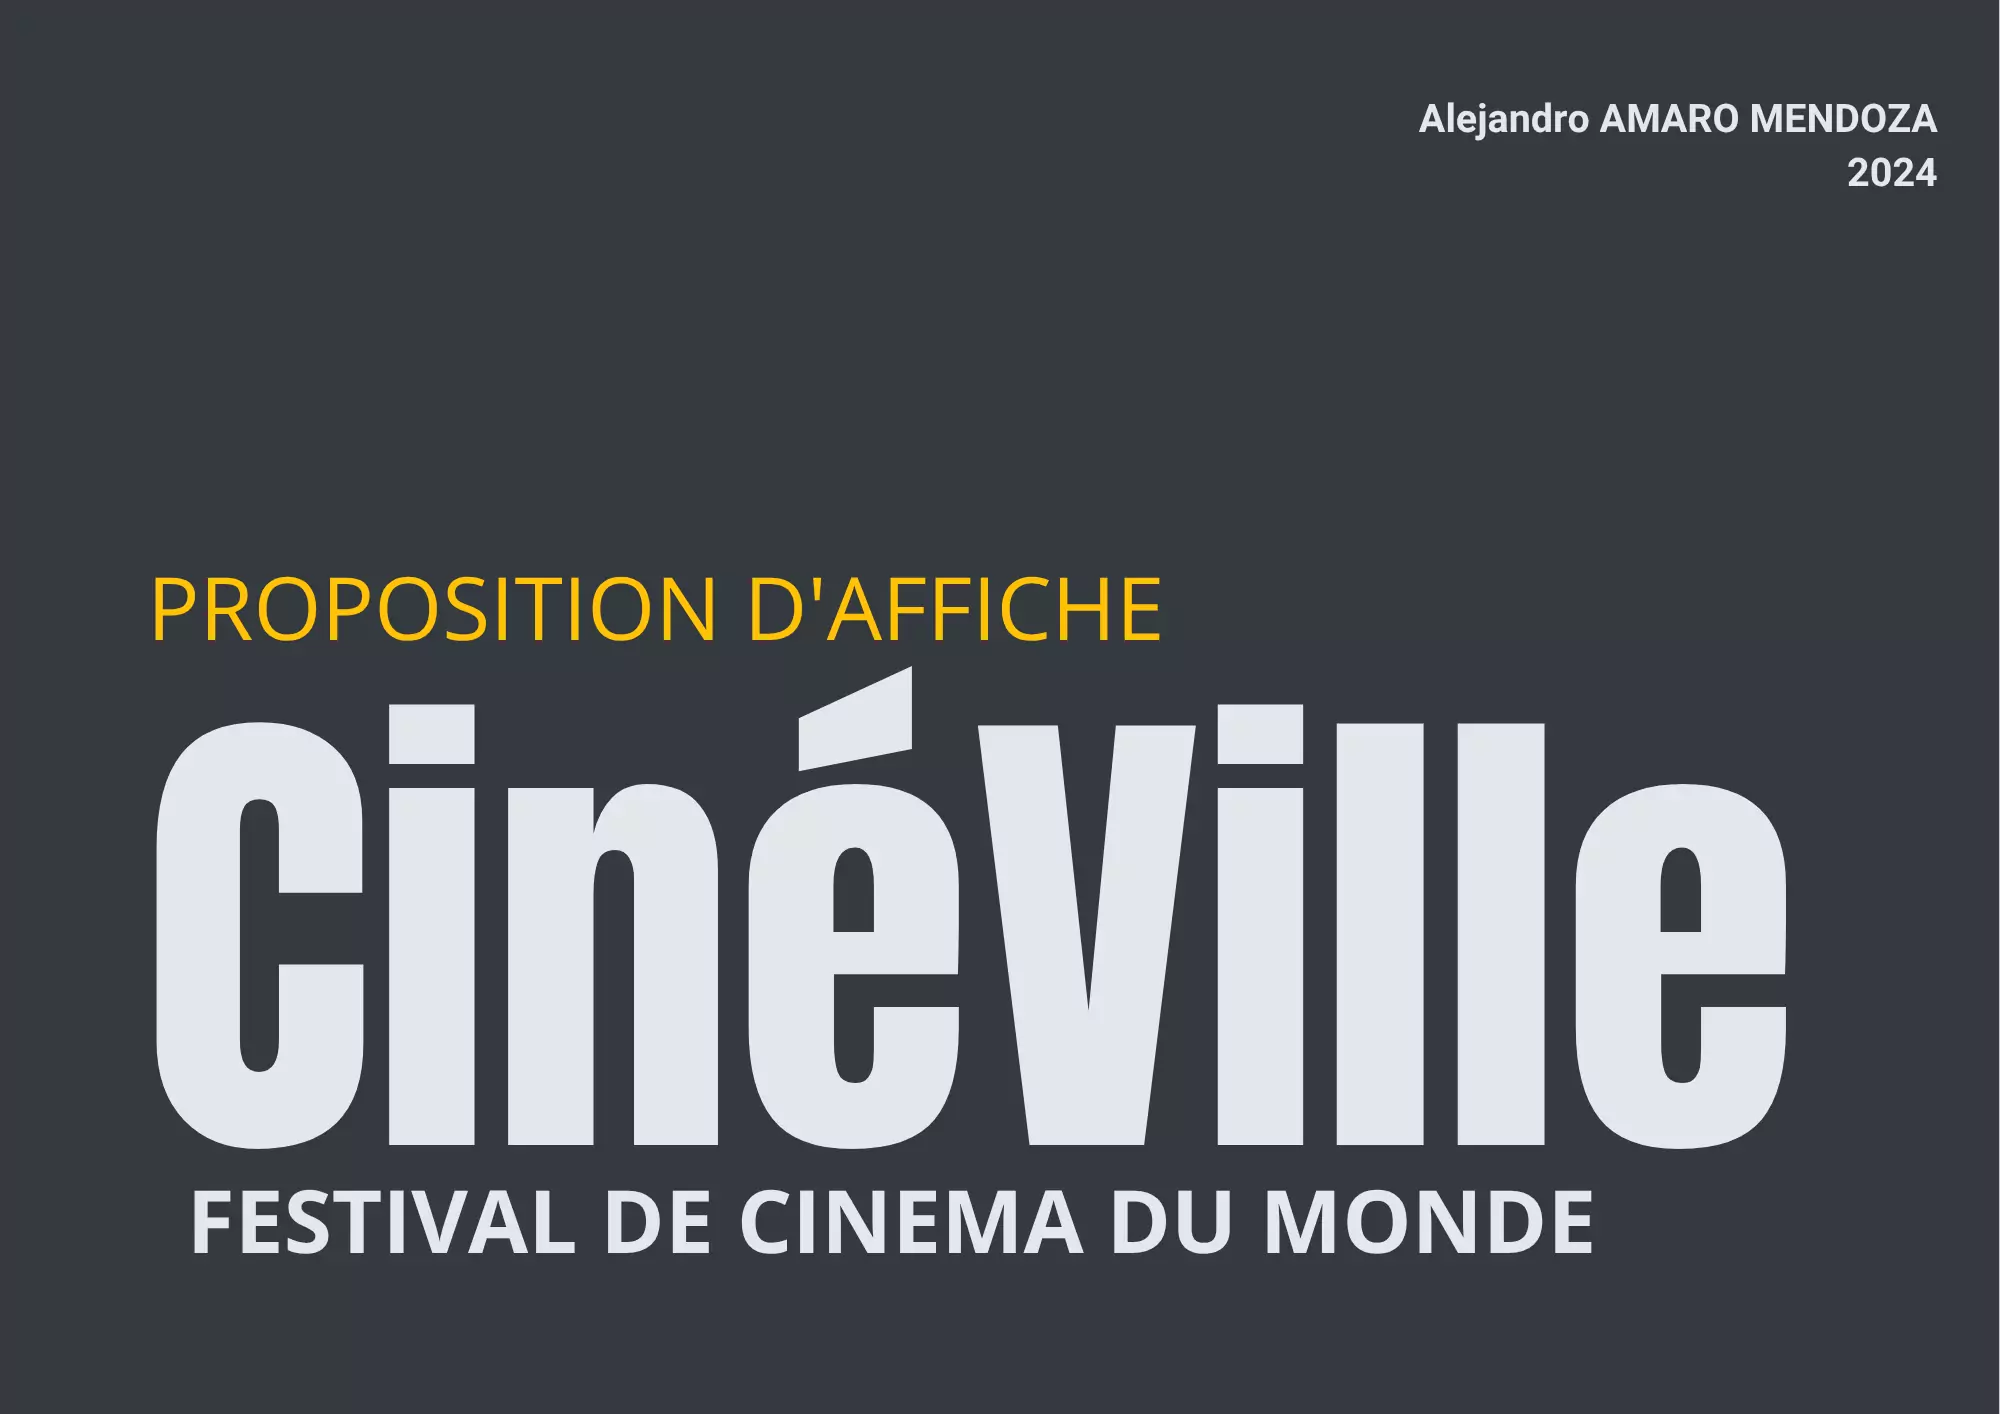 Alejandro AMARO MENDOZA
2024
PROPOSITION D'AFFICHE
CinéVille
FESTIVAL DE CINEMA DU MONDE